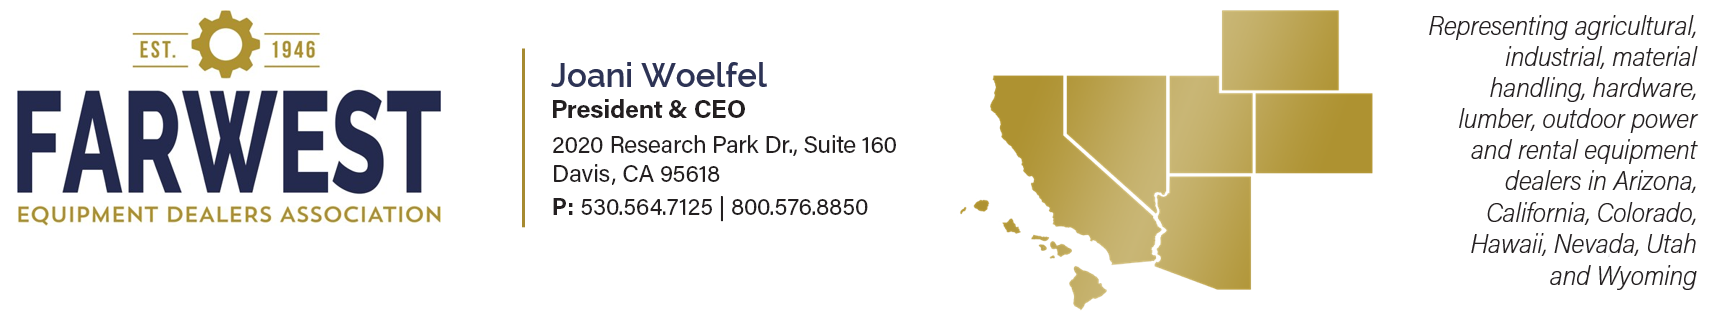 EST. 1946
FARWEST
EQUIPMENT DEALERS ASSOCIATION
Joani Woelfel
President & CEO
2020 Research Park Dr., Suite 160
Davis, CA 95618
P: 530.564.7125 | 800.576.8850
Representing agricultural,
industrial, material
handling, hardware,
lumber, outdoor power
and rental equipment
dealers in Arizona,
California, Colorado,
Hawaii, Nevada, Utah
and Wyoming